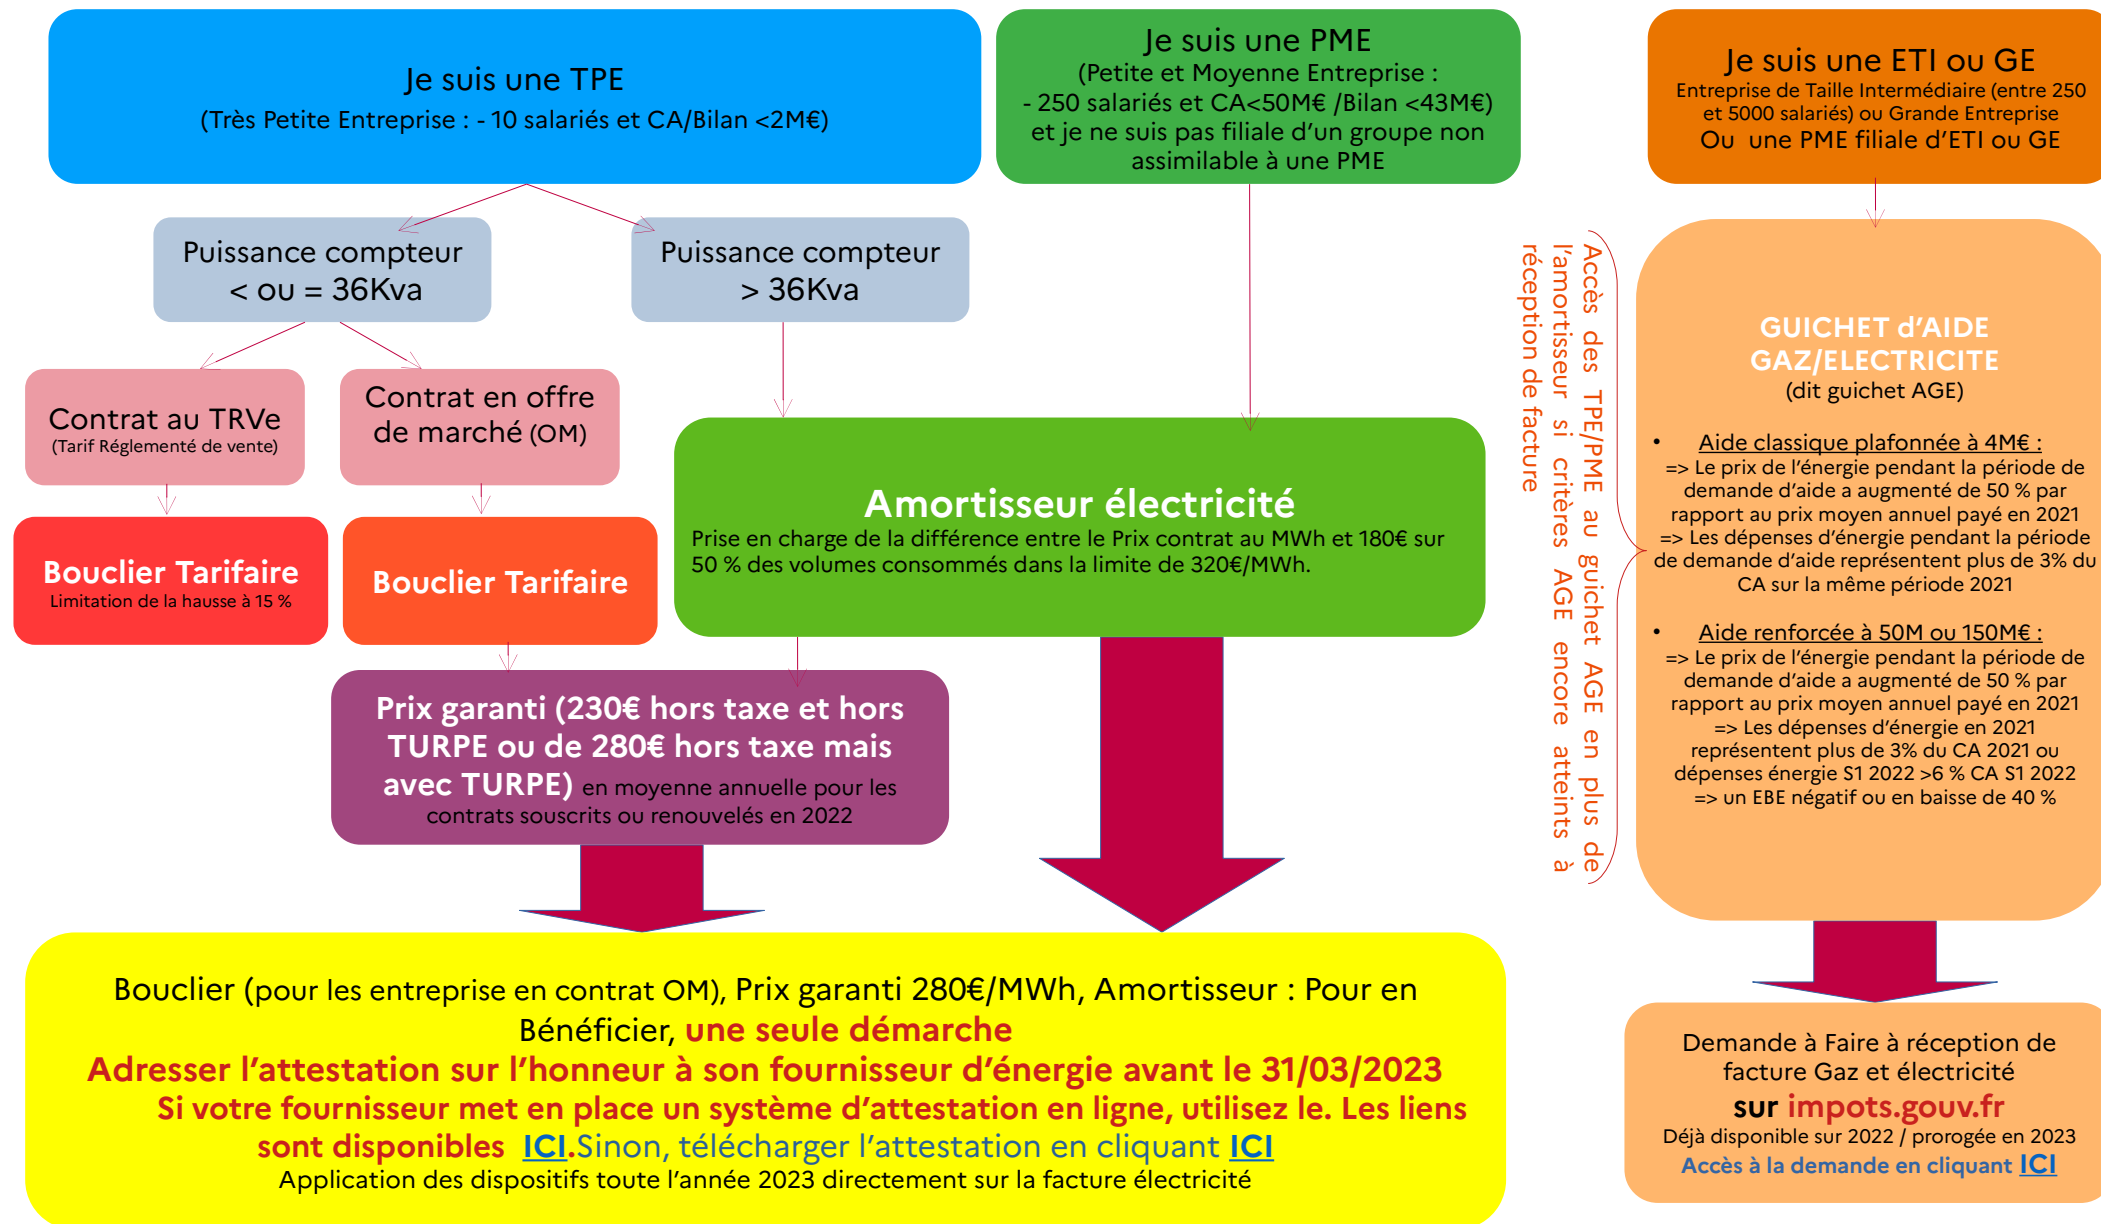 Je suis une TPE
(Très Petite Entreprise : - 10 salariés et CA/Bilan <2M€)
Je suis une PME
(Petite et Moyenne Entreprise :
- 250 salariés et CA<50M€ /Bilan <43M€)
et je ne suis pas filiale d’un groupe non
assimilable à une PME
Je suis une ETI ou GE
Entreprise de Taille Intermédiaire (entre 250
et 5000 salariés) ou Grande Entreprise
Ou une PME filiale d’ETI ou GE
Puissance compteur
< ou = 36Kva
Puissance compteur
> 36Kva
Contrat au TRVe
(Tarif Réglementé de vente)
Contrat en offre
de marché (OM)
Bouclier Tarifaire
Limitation de la hausse à 15 %
Bouclier Tarifaire
Amortisseur électricité
Prise en charge de la différence entre le Prix contrat au MWh et 180€ sur
50 % des volumes consommés dans la limite de 320€/MWh.
Prix garanti (230€ hors taxe et hors
TURPE ou de 280€ hors taxe mais
avec TURPE) en moyenne annuelle pour les
contrats souscrits ou renouvelés en 2022
Accès des TPE/PME au guichet AGE en plus de
l’amortisseur si critères AGE encore atteints à
réception de facture
GUICHET d’AIDE
GAZ/ELECTRICITE
(dit guichet AGE)
• Aide classique plafonnée à 4M€ :
=> Le prix de l’énergie pendant la période de
demande d’aide a augmenté de 50 % par
rapport au prix moyen annuel payé en 2021
=> Les dépenses d’énergie pendant la période
de demande d’aide représentent plus de 3% du
CA sur la même période 2021
• Aide renforcée à 50M ou 150M€ :
=> Le prix de l’énergie pendant la période de
demande d’aide a augmenté de 50 % par
rapport au prix moyen annuel payé en 2021
=> Les dépenses d’énergie en 2021
représentent plus de 3% du CA 2021 ou
dépenses énergie S1 2022 >6 % CA S1 2022
=> un EBE négatif ou en baisse de 40 %
Bouclier (pour les entreprise en contrat OM), Prix garanti 280€/MWh, Amortisseur : Pour en
Bénéficier, une seule démarche
Adresser l’attestation sur l’honneur à son fournisseur d’énergie avant le 31/03/2023
Si votre fournisseur met en place un système d’attestation en ligne, utilisez le. Les liens
sont disponibles ICI.Sinon, télécharger l’attestation en cliquant ICI
Application des dispositifs toute l’année 2023 directement sur la facture électricité
Demande à Faire à réception de
facture Gaz et électricité
sur impots.gouv.fr
Déjà disponible sur 2022 / prorogée en 2023
Accès à la demande en cliquant ICI